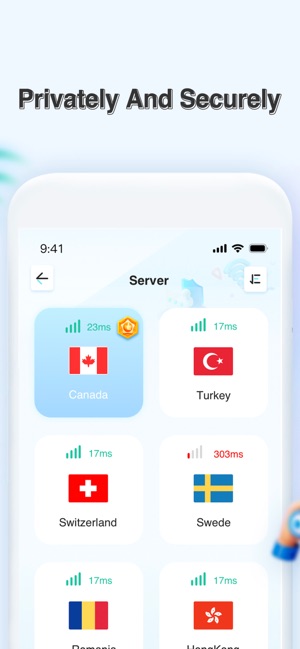 Privately And Securely
9:41
Server
23ms
17ms
Canada
Turkey
17ms
303ms
Switzerland
Swede
17ms
17ms
Romania
HongKong